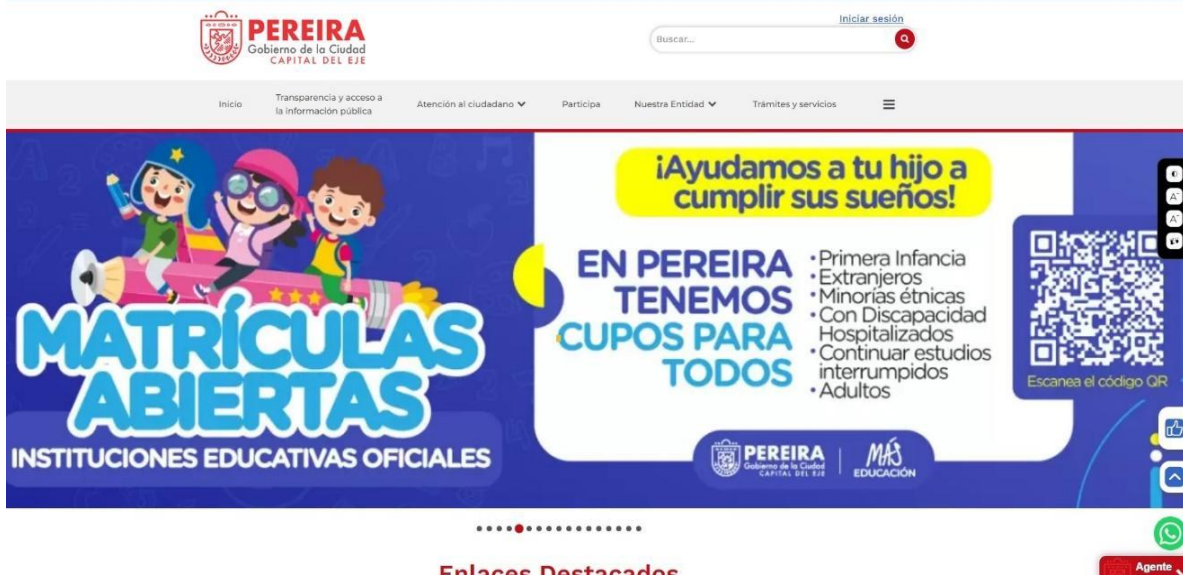 PEREIRA
Gobierno de la Ciudad
CAPITAL DEL EJE
Iniciar sesión
Buscar...
Inicio
Transparencia y acceso a
la información pública
Atención al ciudadano
Participa
Nuestra Entidad
Trámites y servicios
MATRÍCULAS
ABIERTAS
INSTITUCIONES EDUCATIVAS OFICIALES
¡Ayudamos a tu hijo a
cumplir sus sueños!
EN PEREIRA
TENEMOS
CUPOS PARA
TODOS
•Primera Infancia
•Extranjeros
•Minorías étnicas
•Con Discapacidad
Hospitalizados
•Continuar estudios
interrumpidos
•Adultos
Escanea el código QR
PEREIRA
Gobierno de la Ciudad
CAPITAL DEL EJE
MÁS
EDUCACIÓN
Enlaces Destacados
Agente